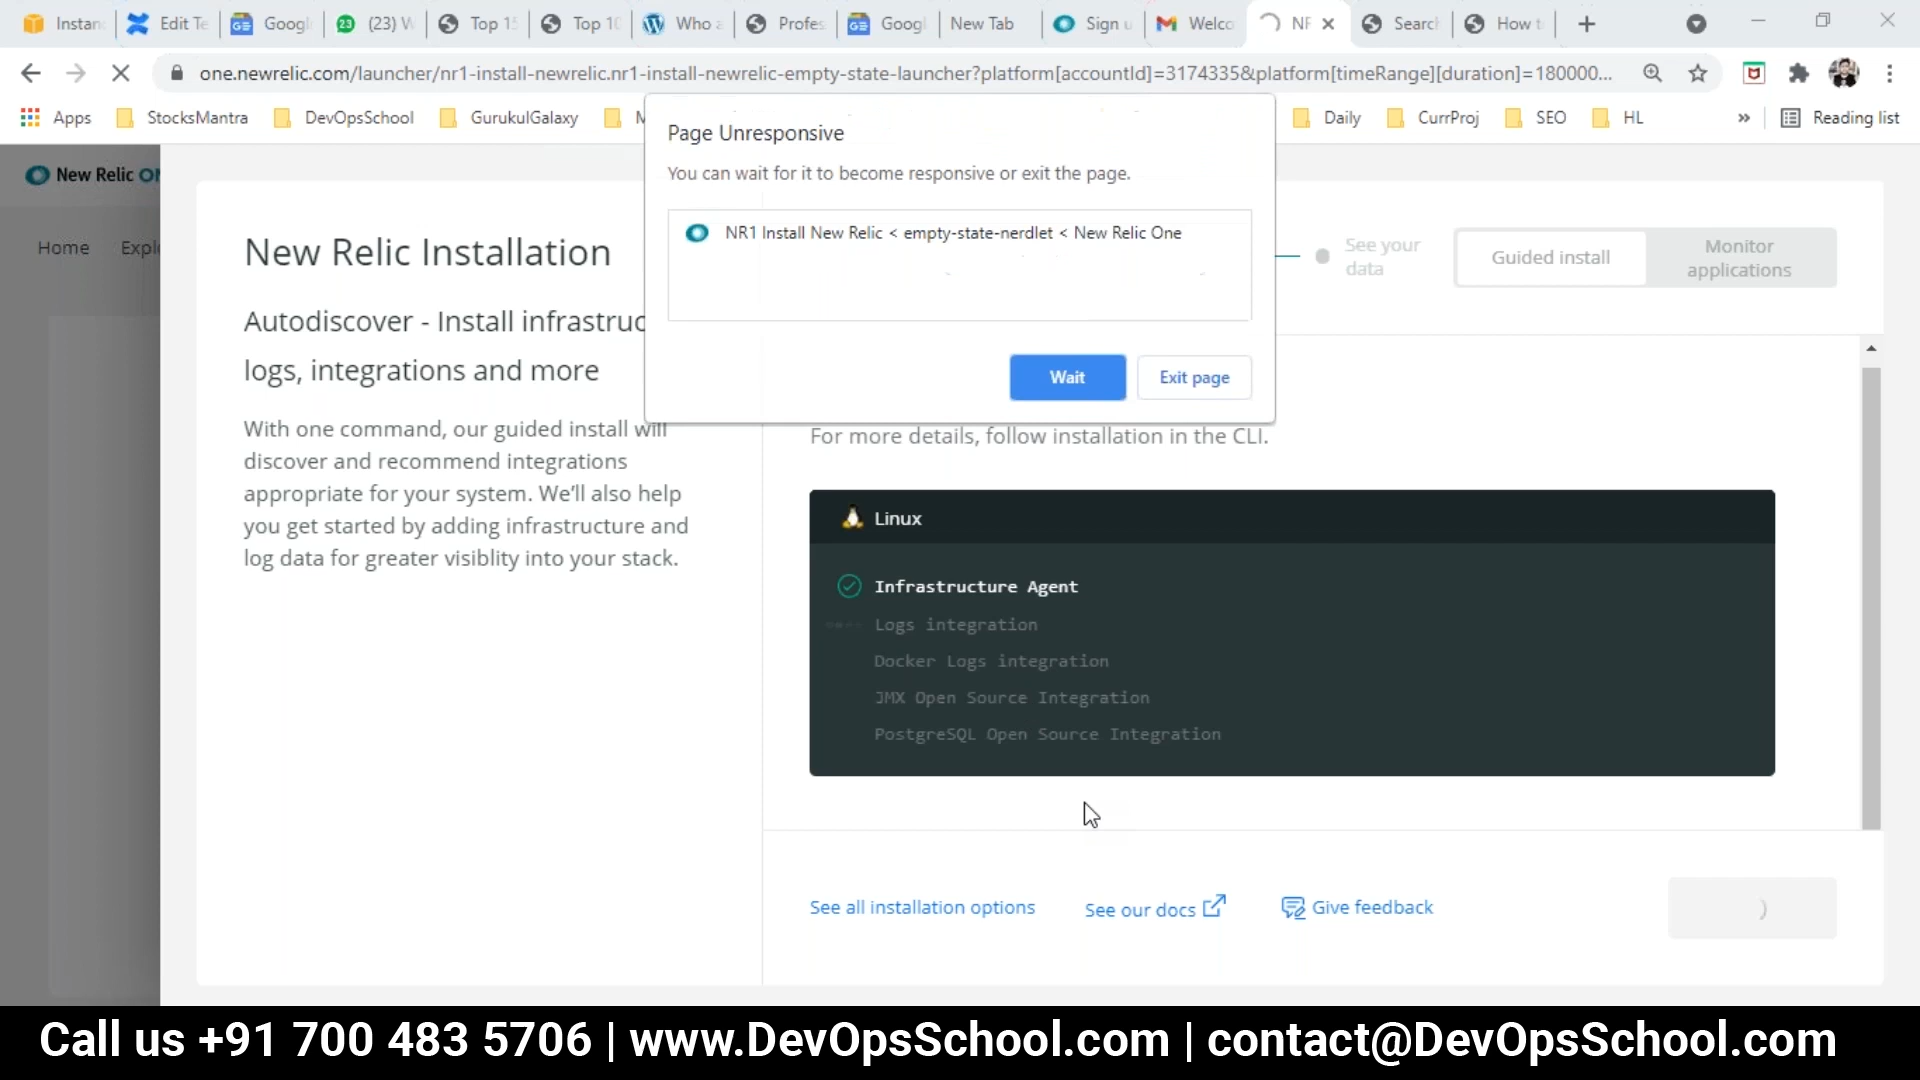 Instan
Edit Te
Googl
(23) W
Top 15
Top 10
Who a
Profes
Googl
New Tab
Sign u
Welco
NR
Search
How t
one.newrelic.com/launcher/nr1-install-newrelic.nr1-install-newrelic-empty-state-launcher?platform[accountId]=3174335&platform[timeRange][duration]=180000...
Apps
StocksMantra
DevOpsSchool
GurukulGalaxy
M
Daily
CurrProj
SEO
HL
»
Reading list
Page Unresponsive
You can wait for it to become responsive or exit the page.
NR1 Install New Relic < empty-state-nerdlet < New Relic One
Wait
Exit page
New Relic ON
Home
Explo
New Relic Installation
See your
data
Guided install
Monitor
applications
Autodiscover - Install infrastruc
logs, integrations and more
With one command, our guided install will
discover and recommend integrations
appropriate for your system. We'll also help
you get started by adding infrastructure and
log data for greater visiblity into your stack.
For more details, follow installation in the CLI.
Linux
Infrastructure Agent
Logs integration
Docker Logs integration
JMX Open Source Integration
PostgreSQL Open Source Integration
See all installation options
See our docs
Give feedback
Call us +91 700 483 5706 | www.DevOpsSchool.com | contact@DevOpsSchool.com